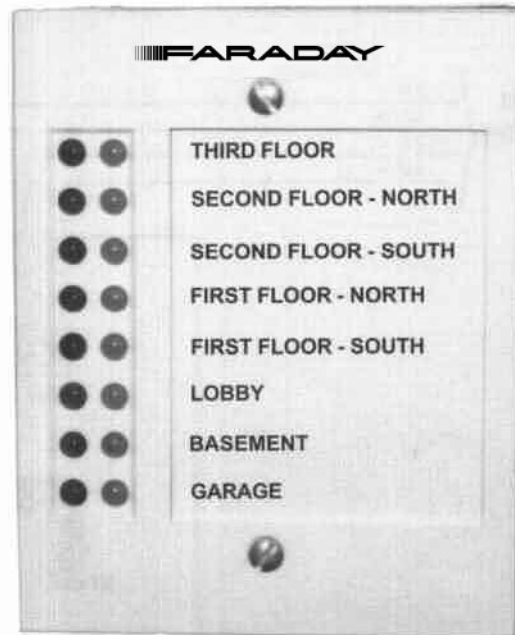 FARADAY
THIRD FLOOR
SECOND FLOOR - NORTH
SECOND FLOOR - SOUTH
FIRST FLOOR - NORTH
FIRST FLOOR - SOUTH
LOBBY
BASEMENT
GARAGE